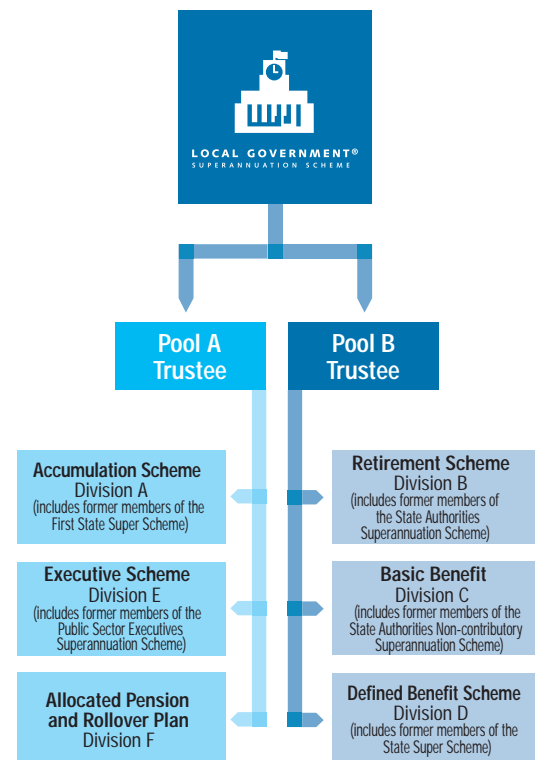 LOCAL GOVERNMENT®
SUPERANNUATION SCHEME
Pool A
Trustee
Pool B
Trustee
Accumulation Scheme
Division A
(includes former members of the
First State Super Scheme)
Retirement Scheme
Division B
(includes former members of
the State Authorities
Superannuation Scheme)
Executive Scheme
Division E
(includes former members of the
Public Sector Executives
Superannuation Scheme)
Basic Benefit
Division C
(includes former members of the
State Authorities Non-contributory
Superannuation Scheme)
Allocated Pension
and Rollover Plan
Division F
Defined Benefit Scheme
Division D
(includes former members of the
State Super Scheme)